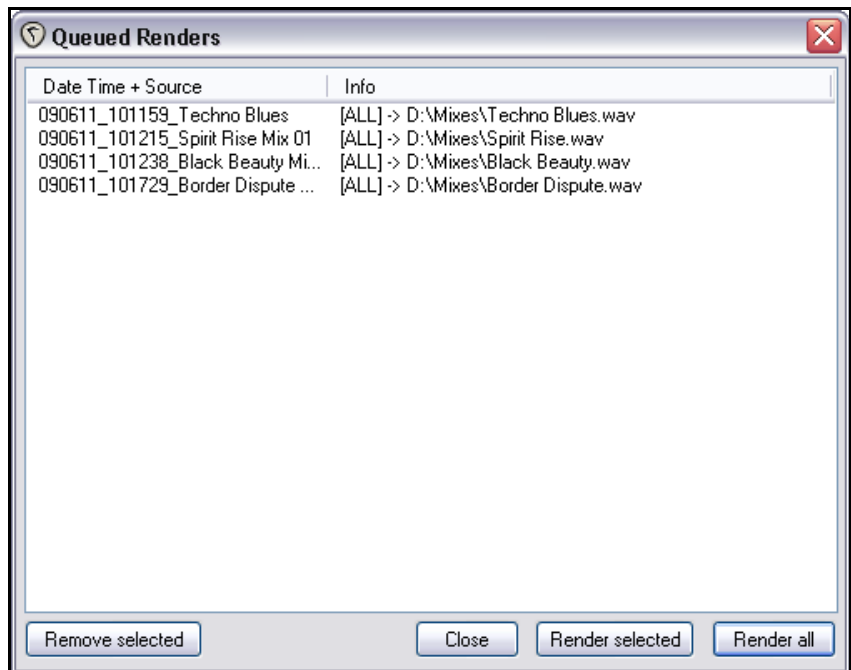 Queued Renders
Date Time + Source Info
090611_101159_Techno Blues [ALL] -> D:\Mixes\Techno Blues.wav
090611_101215_Spirit Rise Mix 01 [ALL] -> D:\Mixes\Spirit Rise.wav
090611_101238_Black Beauty Mi... [ALL] -> D:\Mixes\Black Beauty.wav
090611_101729_Border Dispute ... [ALL] -> D:\Mixes\Border Dispute.wav
Remove selected Close Render selected Render all